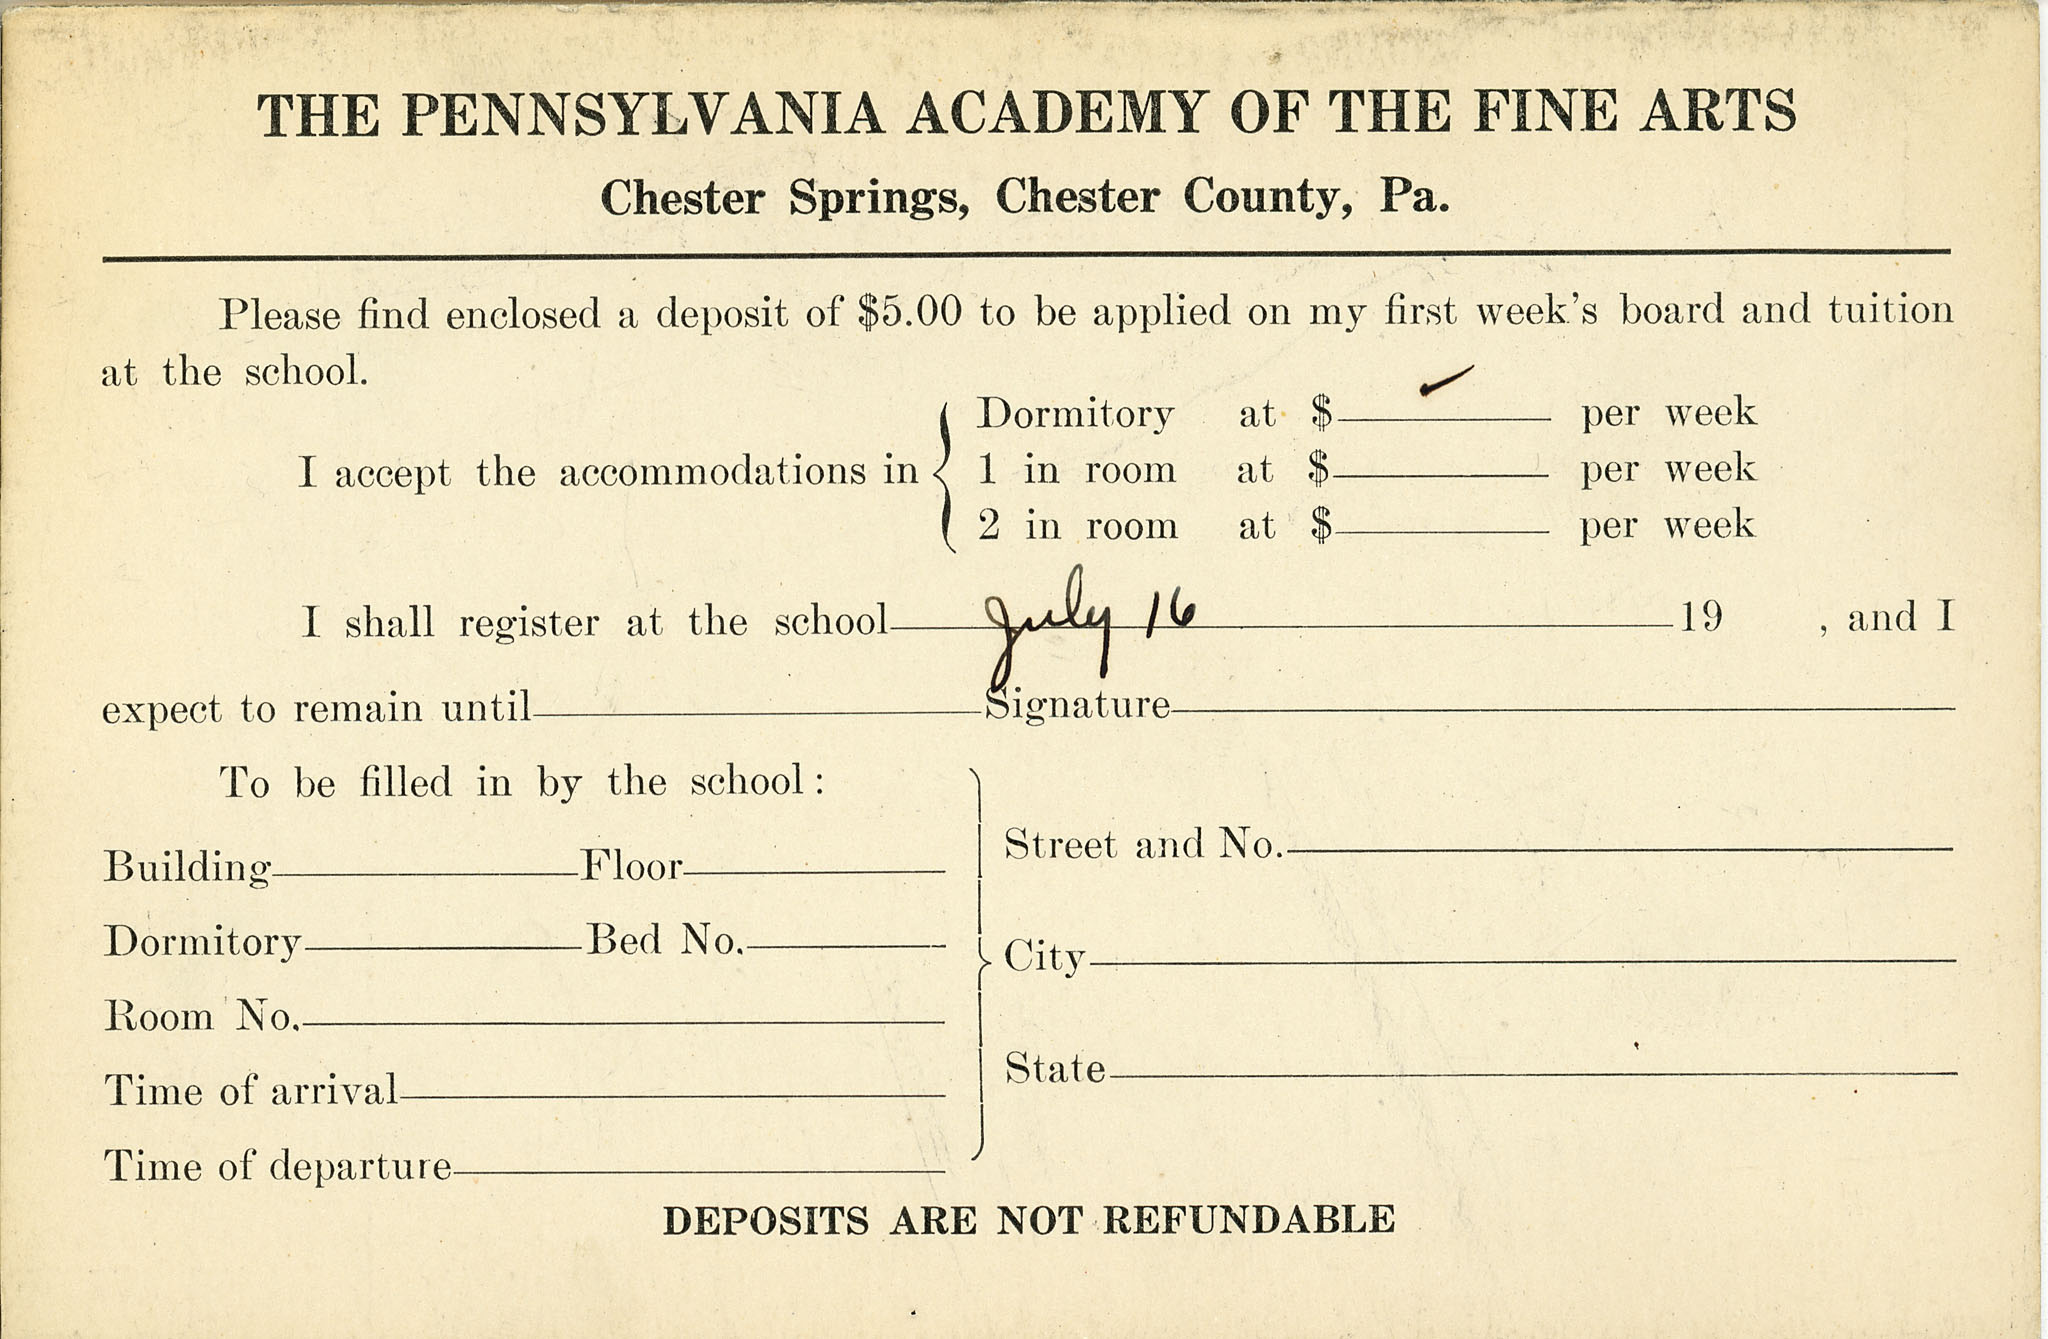 THE PENNSYLVANIA ACADEMY OF THE FINE ARTS
Chester Springs, Chester County, Pa.
Please find enclosed a deposit of $5.00 to be applied on my first week's board and tuition
at the school.
Dormitory at $ ✓ per week
I accept the accommodations in { 1 in room at $ per week
2 in room at $ per week
I shall register at the school July 16 19 , and I
expect to remain until Signature
To be filled in by the school:
Building Floor
Dormitory Bed No.
Room No.
Time of arrival
Time of departure
Street and No.
City
State
DEPOSITS ARE NOT REFUNDABLE